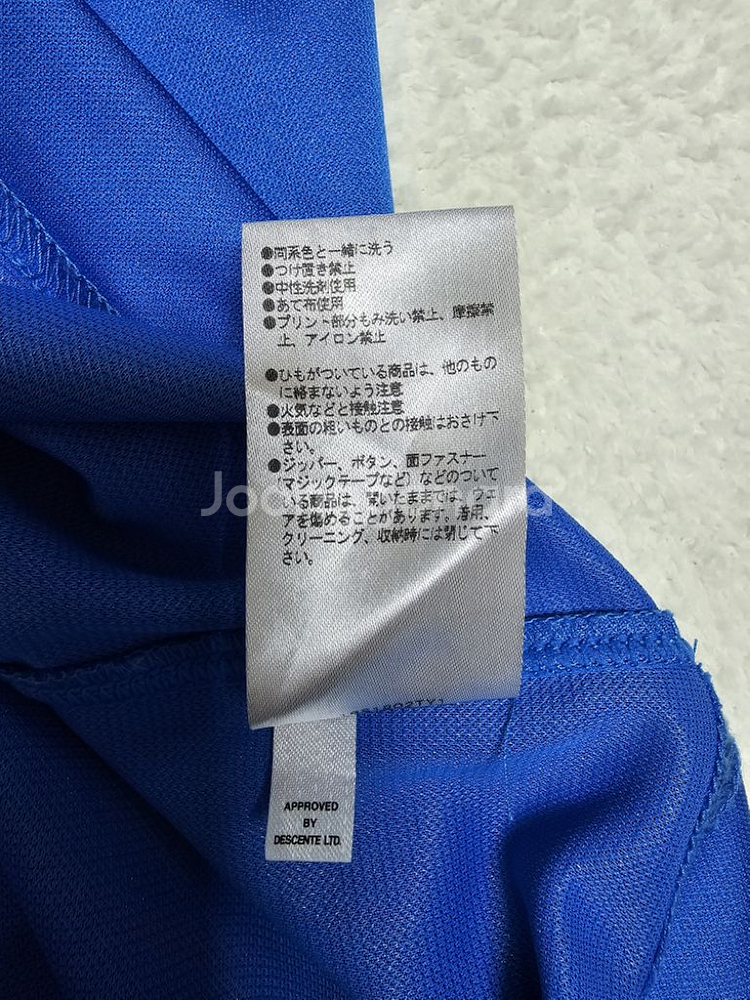 ●同系色と一緒に洗う
●つけ置き禁止
●中性洗剤使用
●あて布使用
●プリント部分もみ洗い禁止、摩擦禁
止、アイロン禁止
●ひもがついている商品は、他のもの
に絡まないよう注意
●火気などと接触注意
●表面の粗いものとの接触はおさけ下
さい。
●ジッパー、ボタン、面ファスナー
(マジックテープなど)などのついて
いる商品は、開いたままでは、ウェ
アを傷めることがあります。着用、
クリーニング、収納時には閉じて下
さい。
APPROVED
BY
DESCENTE LTD.